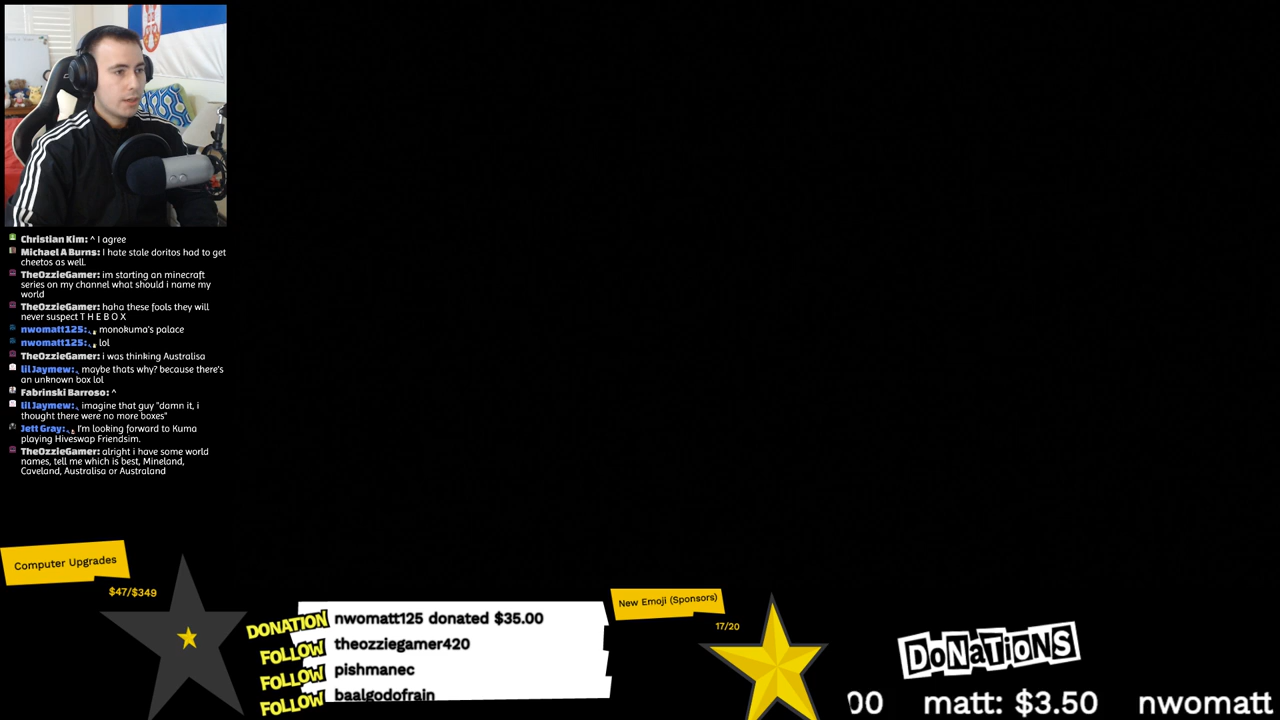 Christian Kim: ^ I agree
Michael A Burns: I hate stale doritos had to get
cheetos as well.
TheOzzieGamer: im starting an minecraft
series on my channel what should i name my
world
TheOzzieGamer: haha these fools they will
never suspect T H E B O X
nwomatt125: monokuma's palace
nwomatt125: lol
TheOzzieGamer: i was thinking Australisa
lil Jaymew: maybe thats why? because there's
an unknown box lol
Fabrinski Barroso: ^
lil Jaymew: imagine that guy "damn it, i
thought there were no more boxes"
Jett Gray: I'm looking forward to Kuma
playing Hiveswap Friendsim.
TheOzzieGamer: alright i have some world
names, tell me which is best, Mineland,
Caveland, Australisa or Australand
Computer Upgrades
$47/$349
DONATION nwomatt125 donated $35.00
FOLLOW theozziegamer420
FOLLOW pishmanec
FOLLOW baalgodofrain
New Emoji (Sponsors)
17/20
DONATIONS
00 matt: $3.50 nwomatt